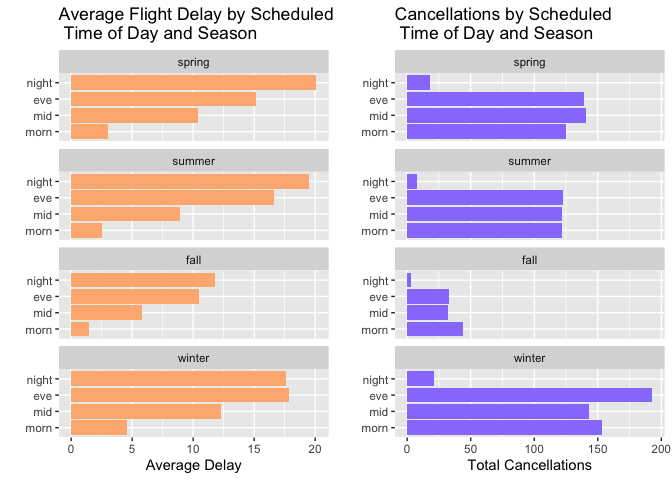 Average Flight Delay by Scheduled
Time of Day and Season
spring
night
eve
mid
morn
summer
night
eve
mid
morn
fall
night
eve
mid
morn
winter
night
eve
mid
morn
0 5 10 15 20
Average Delay
Cancellations by Scheduled
Time of Day and Season
spring
night
eve
mid
morn
summer
night
eve
mid
morn
fall
night
eve
mid
morn
winter
night
eve
mid
morn
0 50 100 150 200
Total Cancellations